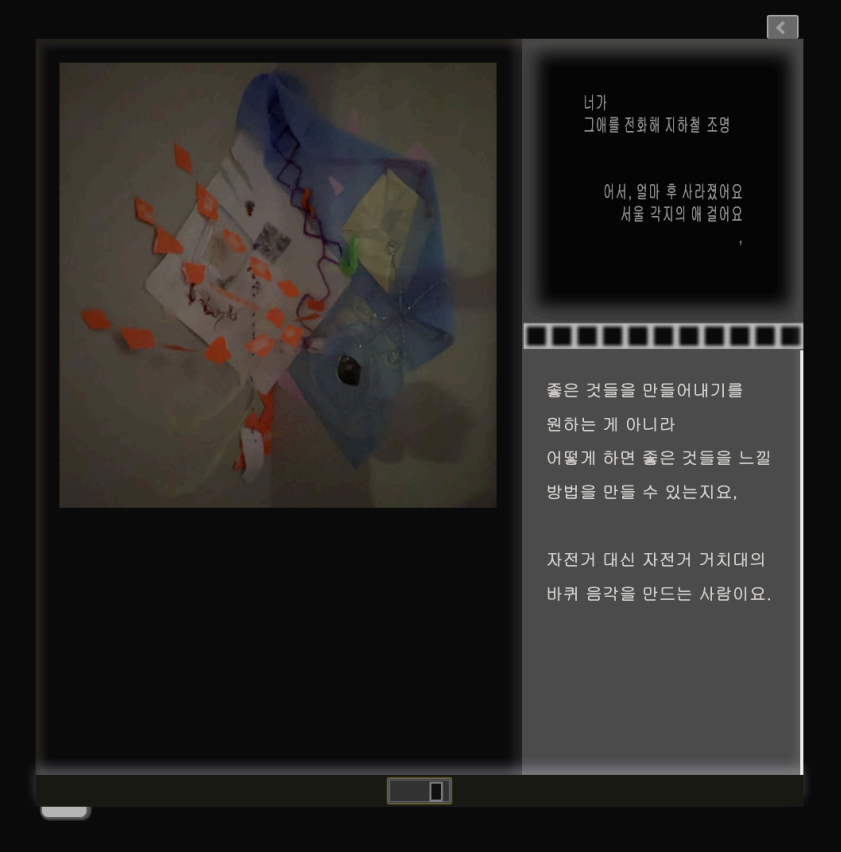 너가
그애를 전화해 지하철 조명
어서, 얼마 후 사라졌어요
서울 각지의 애 걸어요
,
좋은 것들을 만들어내기를
원하는 게 아니라
어떻게 하면 좋은 것들을 느낄
방법을 만들 수 있는지요,
자전거 대신 자전거 거치대의
바퀴 음각을 만드는 사람이요.